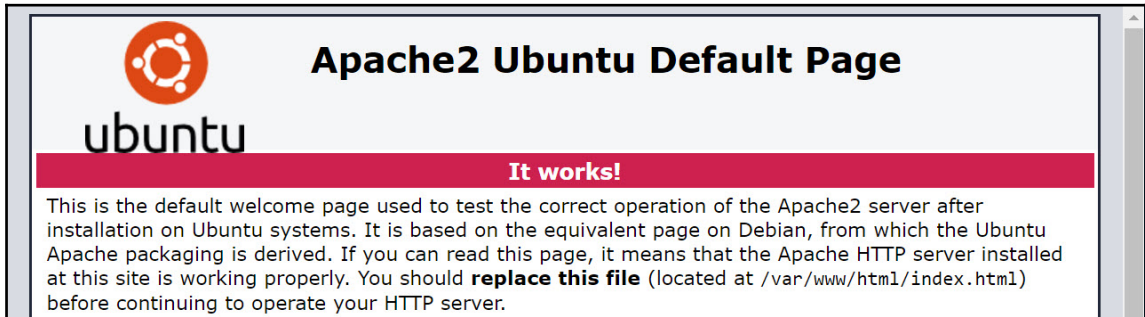 Apache2 Ubuntu Default Page
ubuntu
It works!
This is the default welcome page used to test the correct operation of the Apache2 server after
installation on Ubuntu systems. It is based on the equivalent page on Debian, from which the Ubuntu
Apache packaging is derived. If you can read this page, it means that the Apache HTTP server installed
at this site is working properly. You should replace this file (located at /var/www/html/index.html)
before continuing to operate your HTTP server.